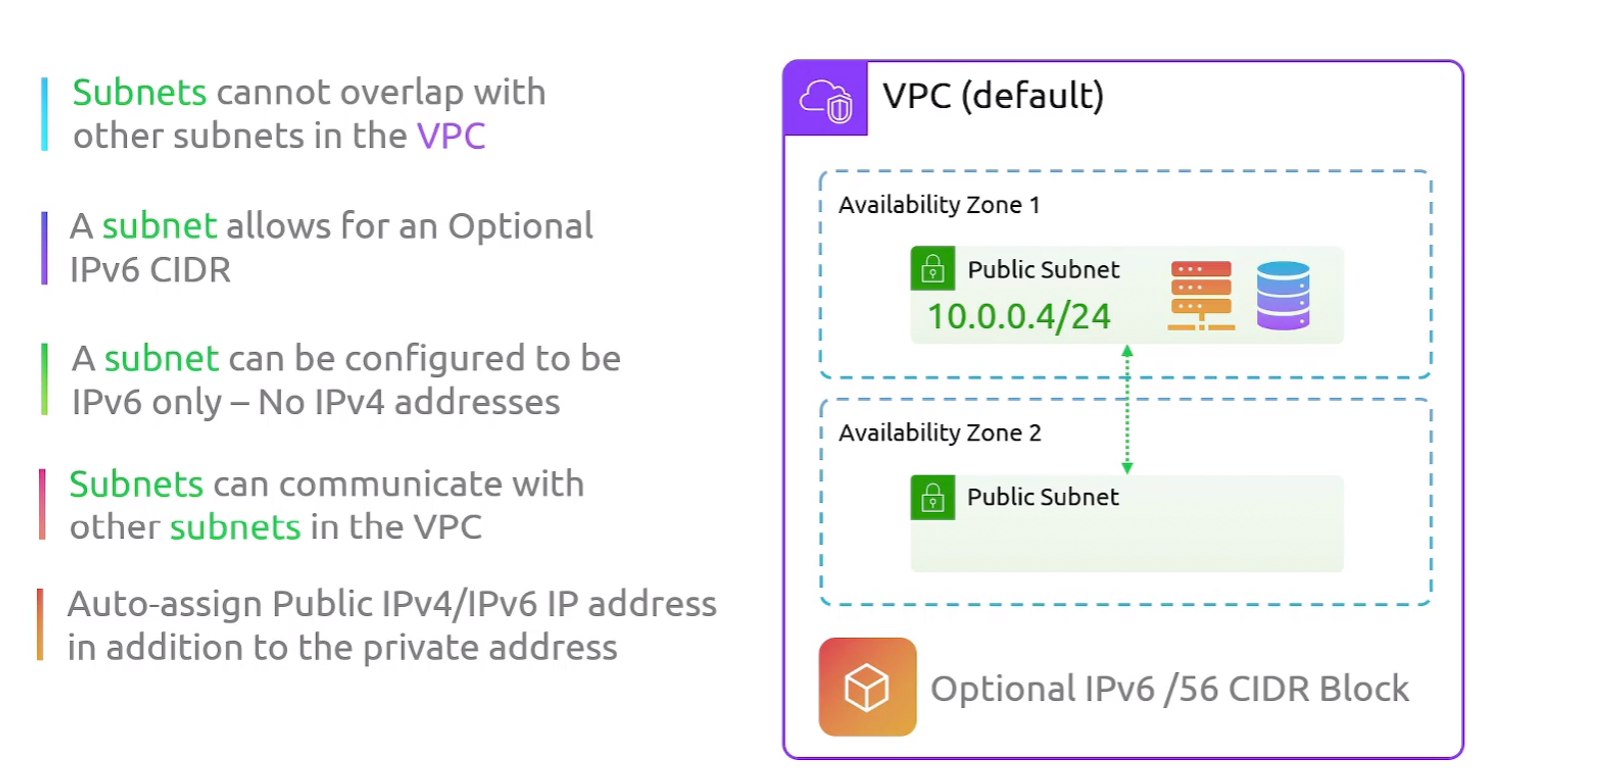 Subnets cannot overlap with
other subnets in the VPC
A subnet allows for an Optional
IPv6 CIDR
A subnet can be configured to be
IPv6 only – No IPv4 addresses
Subnets can communicate with
other subnets in the VPC
Auto-assign Public IPv4/IPv6 IP address
in addition to the private address
VPC (default)
Availability Zone 1
Public Subnet
10.0.0.4/24
Availability Zone 2
Public Subnet
Optional IPv6 /56 CIDR Block